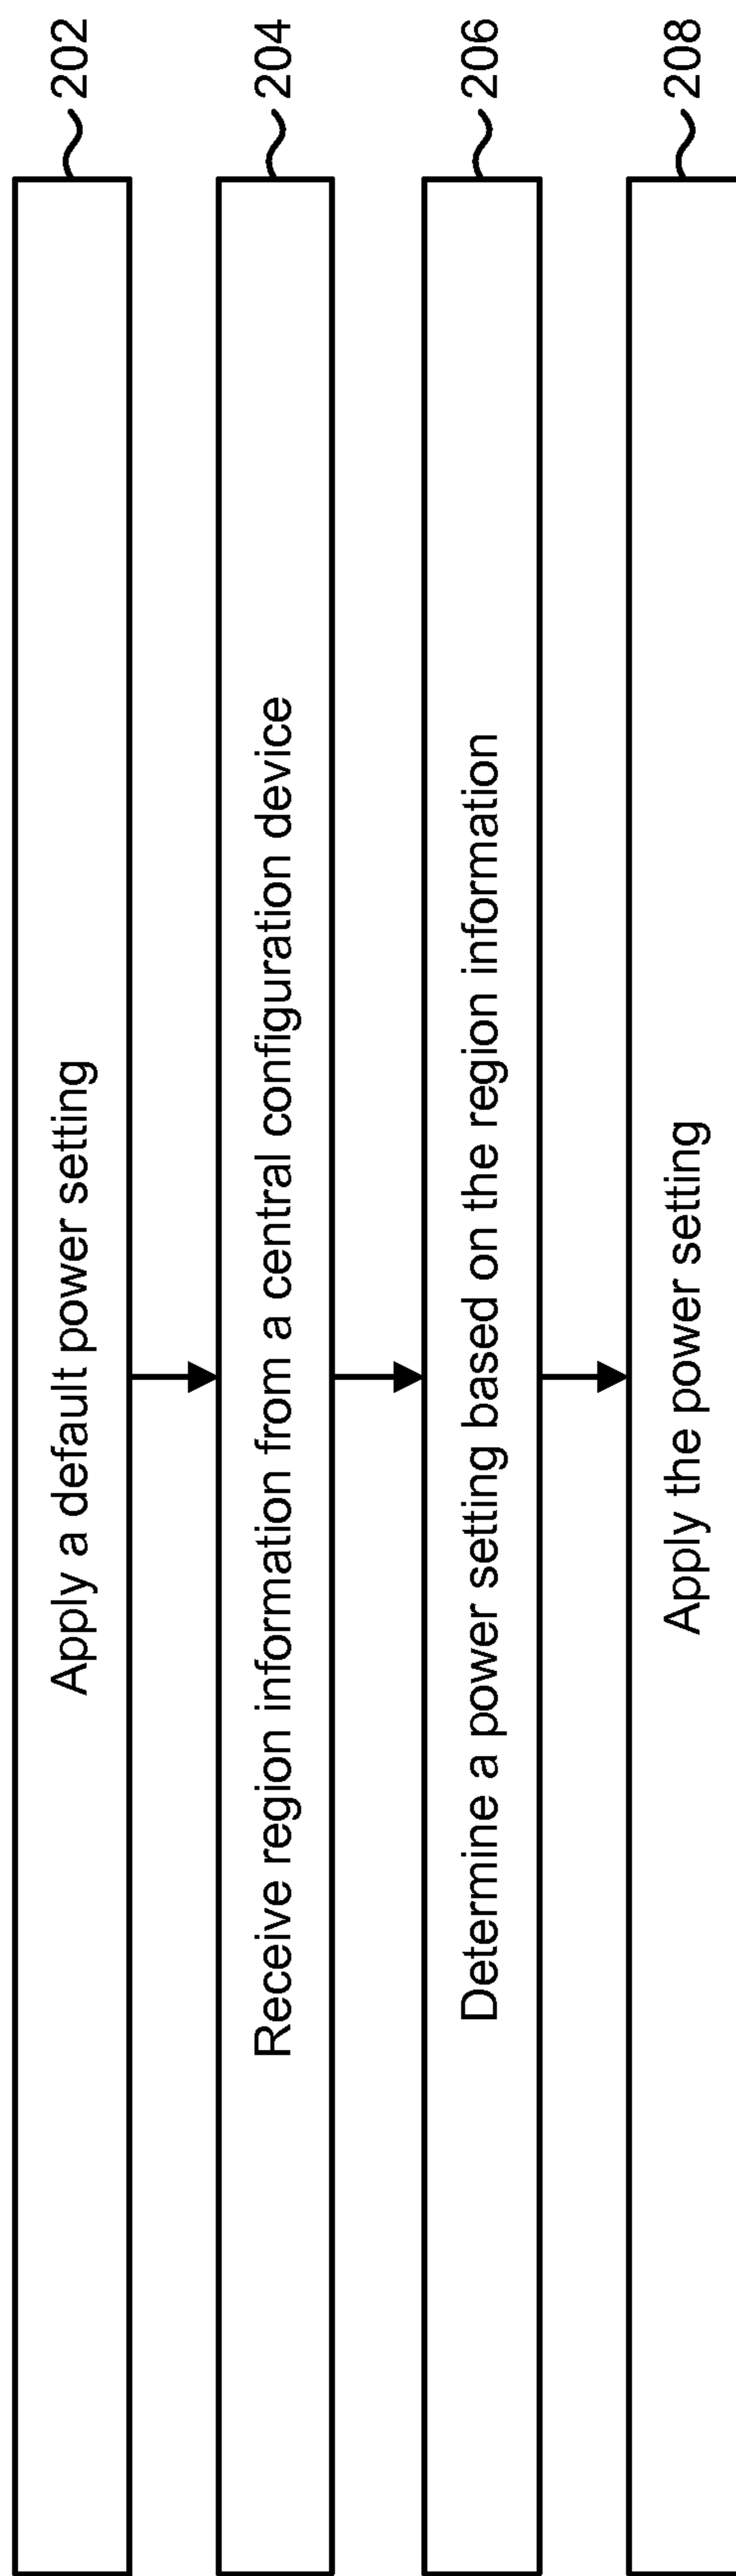 Apply a default power setting
202
Receive region information from a central configuration device
204
Determine a power setting based on the region information
206
Apply the power setting
208